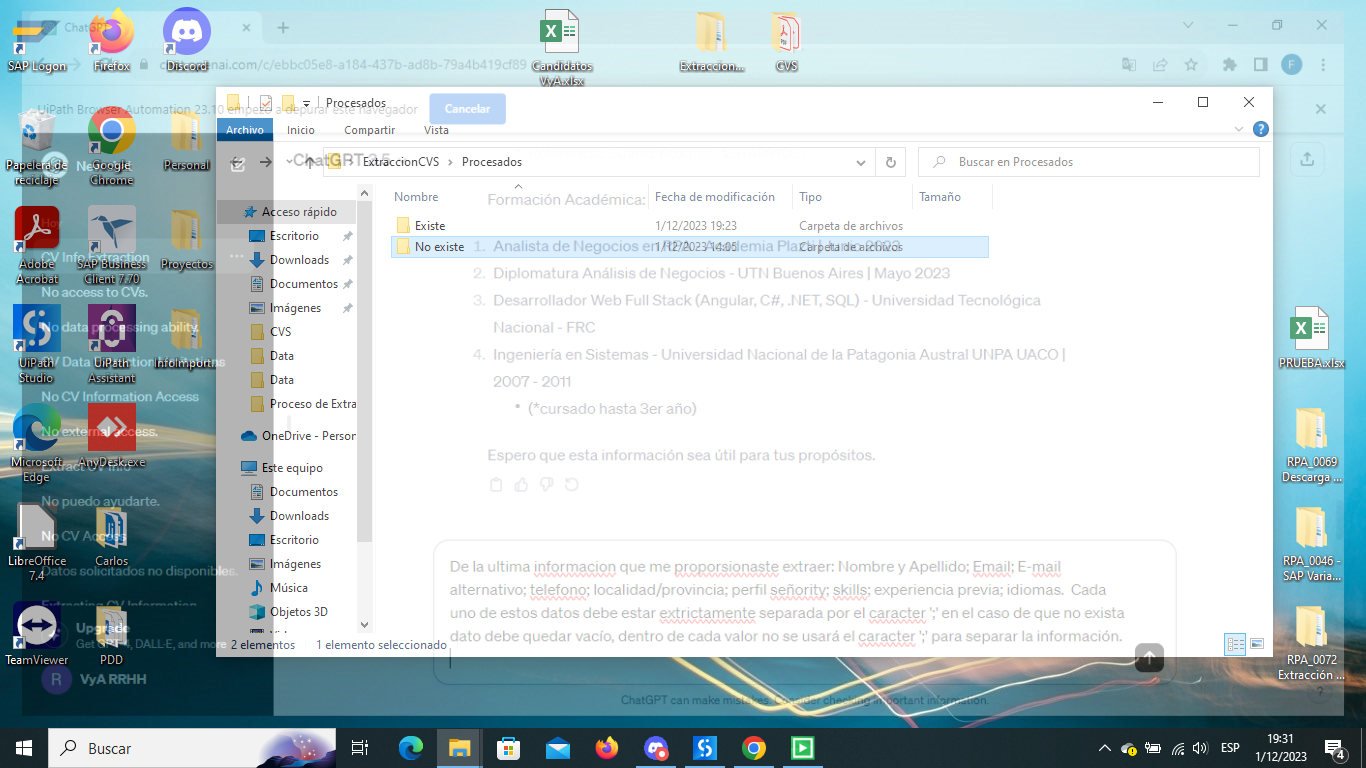 SAP Logon
Firefox
Discord
Candidatos
VyA.xlsx
Extraccion...
CVS
ChatGPT
openai.com/c/ebbc05e8-a184-437b-ad8b-79a4b419cf89
F
UiPath Browser Automation 23.10 empezó a depurar este navegador
Cancelar
Procesados
Archivo
Inicio
Compartir
Vista
ChatGPT 3.5
ExtraccionCVS
Procesados
Buscar en Procesados
Nombre
Fecha de modificación
Tipo
Tamaño
Existe
1/12/2023 19:23
Carpeta de archivos
No existe
1/12/2023 14:05
Carpeta de archivos
Acceso rápido
Escritorio
Downloads
Documentos
Imágenes
CVS
Data
Data
Proceso de Extra
OneDrive - Person
Este equipo
Documentos
Downloads
Escritorio
Imágenes
Música
Objetos 3D
2 elementos
1 elemento seleccionado
Formación Académica:
1. Analista de Negocios en
2. Diplomatura Análisis de Negocios - UTN Buenos Aires | Mayo 2023
3. Desarrollador Web Full Stack (Angular, C#, .NET, SQL) - Universidad Tecnológica
Nacional - FRC
4. Ingeniería en Sistemas - Universidad Nacional de la Patagonia Austral UNPA UACO |
2007 - 2011
• (*cursado hasta 3er año)
Espero que esta información sea útil para tus propósitos.
De la ultima informacion que me proporsionaste extraer: Nombre y Apellido; Email; E-mail
alternativo; telefono; localidad/provincia; perfil señority; skills; experiencia previa; idiomas. Cada
uno de estos datos debe estar extrictamente separada por el caracter ';' en el caso de que no exista
dato debe quedar vacío, dentro de cada valor no se usará el caracter ';' para separar la información.
ChatGPT can make mistakes. Consider checking important information.
?
Papelera de
reciclaje
Google
Chrome
Personal
Adobe
Acrobat
SAP Business
Client 7.70
Proyectos
UiPath
Studio
UiPath
Assistant
InfoImport...
Microsoft
Edge
AnyDesk.exe
LibreOffice
7.4
Carlos
TeamViewer
PDD
CV Info Extraction
No access to CVs.
No data processing ability.
CV Data Extraction Limitations
No CV Information Access
No external access.
Extract CV Info
No puedo ayudarte.
No CV Access
Datos solicitados no disponibles.
Extracting CV Information
Upgrade
Get GPT-4, DALL·E, and more
R
VyA RRHH
PRUEBA.xlsx
RPA_0069
Descarga ...
RPA_0046 -
SAP Varia...
RPA_0072
Extracción ...
Buscar
ESP
19:31
1/12/2023
4